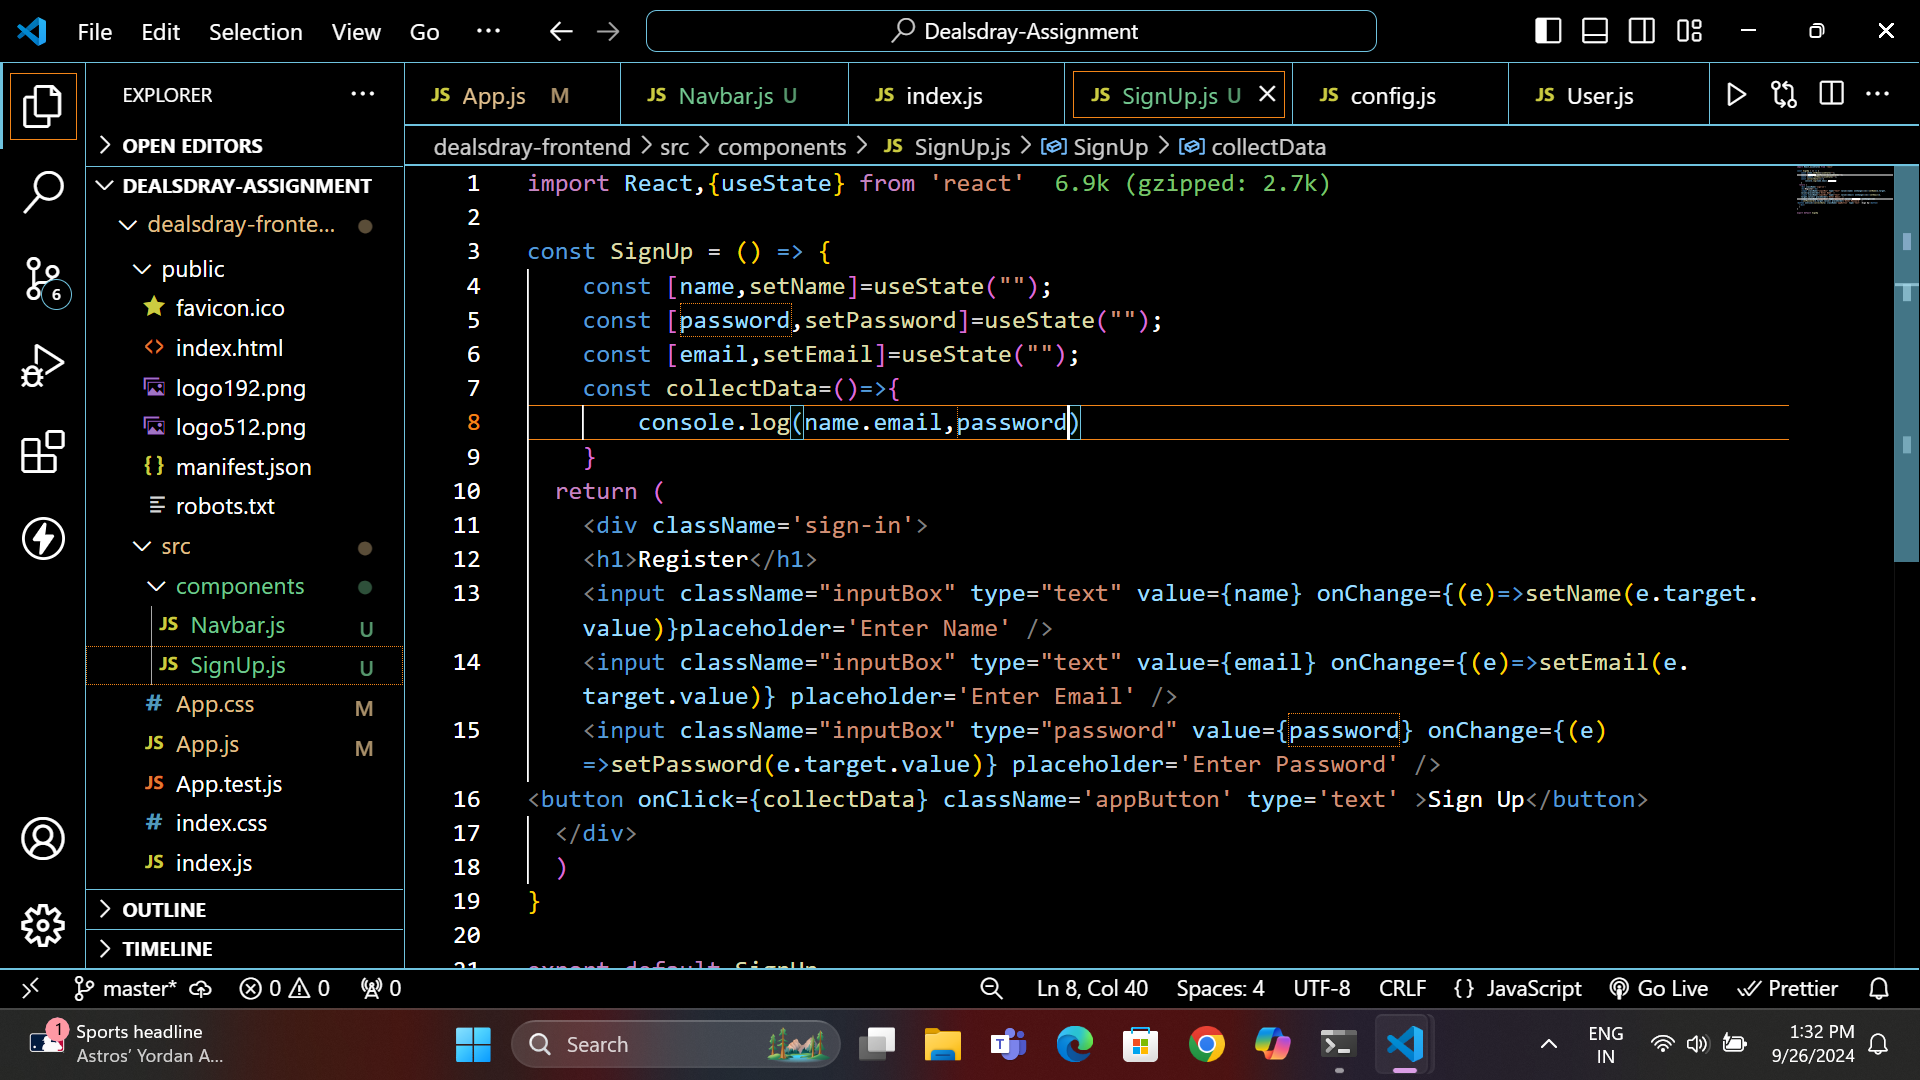 File Edit Selection View Go ··· Dealsdray-Assignment
EXPLORER
OPEN EDITORS
DEALSDRAY-ASSIGNMENT
dealsdray-fronte...
public
favicon.ico
index.html
logo192.png
logo512.png
manifest.json
robots.txt
src
components
Navbar.js U
SignUp.js U
App.css M
App.js M
App.test.js
index.css
index.js
OUTLINE
TIMELINE
6
JS App.js M JS Navbar.js U JS index.js JS SignUp.js U JS config.js JS User.js
dealsdray-frontend > src > components > JS SignUp.js > SignUp > collectData
1 import React,{useState} from 'react' 6.9k (gzipped: 2.7k)
2
3 const SignUp = () => {
4 const [name,setName]=useState("");
5 const [password,setPassword]=useState("");
6 const [email,setEmail]=useState("");
7 const collectData=()=>{
8 console.log(name.email,password)
9 }
10 return (
11 <div className='sign-in'>
12 <h1>Register</h1>
13 <input className="inputBox" type="text" value={name} onChange={(e)=>setName(e.target.
value)}placeholder='Enter Name' />
14 <input className="inputBox" type="text" value={email} onChange={(e)=>setEmail(e.
target.value)} placeholder='Enter Email' />
15 <input className="inputBox" type="password" value={password} onChange={(e)
=>setPassword(e.target.value)} placeholder='Enter Password' />
16 <button onClick={collectData} className='appButton' type='text' >Sign Up</button>
17 </div>
18 )
19 }
20
21 export default SignUp
master* 0 0 0 Ln 8, Col 40 Spaces: 4 UTF-8 CRLF {} JavaScript Go Live Prettier
1 Sports headline
Astros' Yordan A...
Search
ENG
IN
1:32 PM
9/26/2024